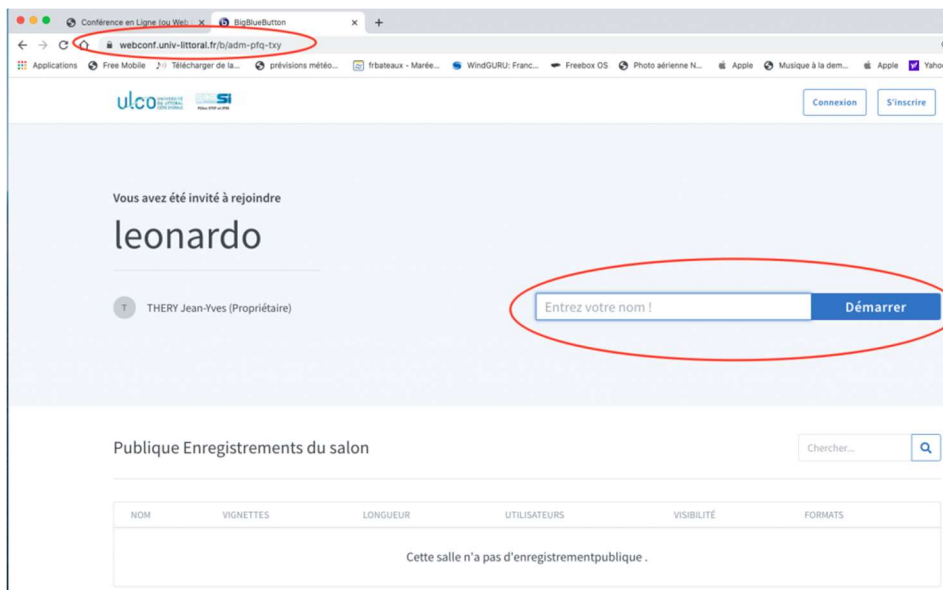 Conférence en Ligne (ou Web
BigBlueButton
webconf.univ-littoral.fr/b/adm-pfq-txy
Applications
Free Mobile
Télécharger de la...
prévisions météo...
frbateaux - Marée...
WindGURU: Franc...
Freebox OS
Photo aérienne N...
Apple
Musique à la dem...
Apple
Yahoo
ulco
Si
Connexion
S'inscrire
Vous avez été invité à rejoindre
leonardo
T
THERY Jean-Yves (Propriétaire)
Entrez votre nom !
Démarrer
Publique Enregistrements du salon
Chercher...
NOM VIGNETTES LONGUEUR UTILISATEURS VISIBILITÉ FORMATS
Cette salle n'a pas d'enregistrementpublique .